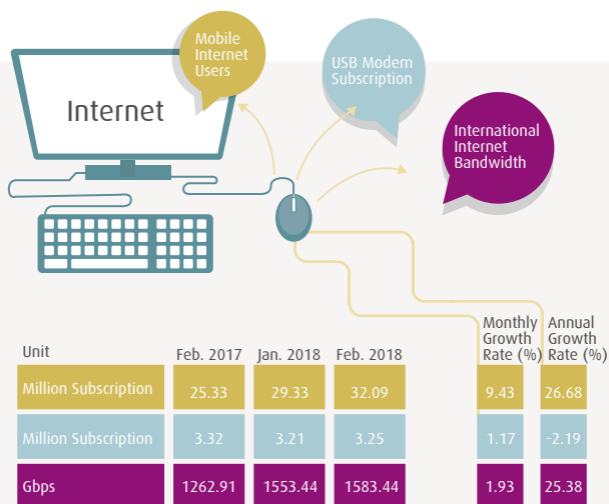 Mobile
Internet
Users
USB Modem
Subscription
Internet
International
Internet
Bandwidth
Unit
Feb. 2017 Jan. 2018 Feb. 2018
Monthly
Growth
Rate (%)
Annual
Growth
Rate (%)
Million Subscription 25.33 29.33 32.09 9.43 26.68
Million Subscription 3.32 3.21 3.25 1.17 -2.19
Gbps 1262.91 1553.44 1583.44 1.93 25.38